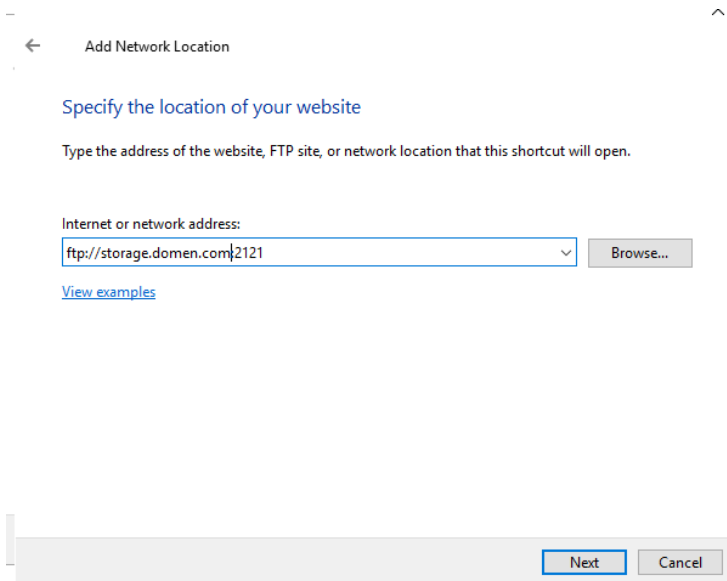 Add Network Location
Specify the location of your website
Type the address of the website, FTP site, or network location that this shortcut will open.
Internet or network address:
ftp://storage.domen.com:2121
Browse...
View examples
Next
Cancel